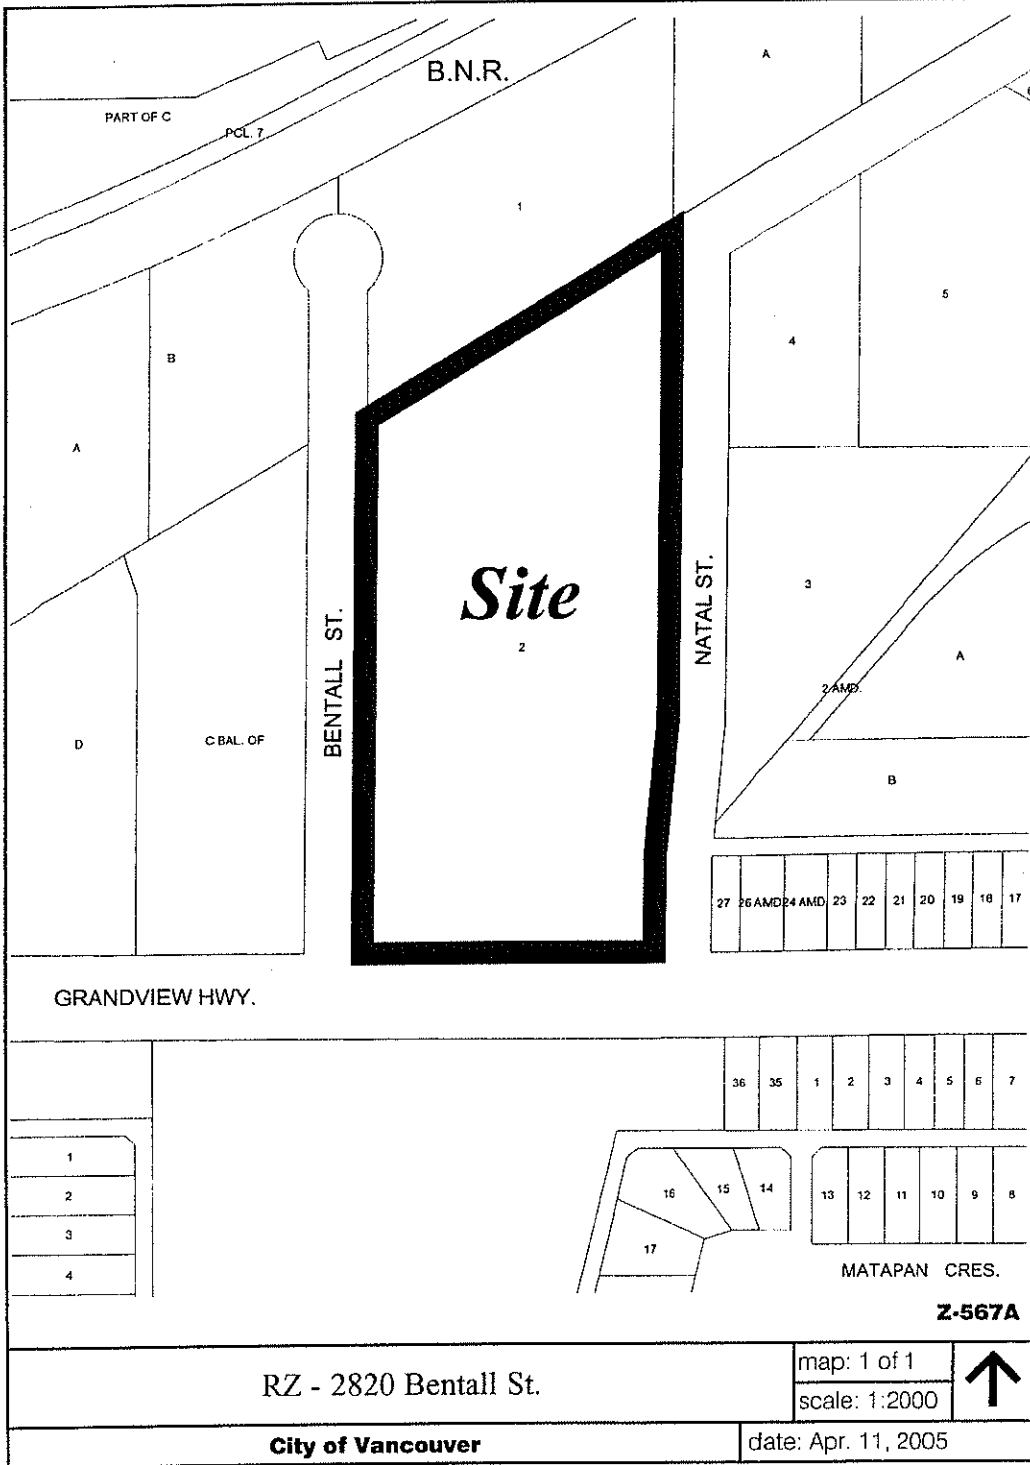 B.N.R.
A
PART OF C
PCL. 7
1
5
4
B
A
Site
2
3
NATAL ST.
BENTALL ST.
A
2 AMD.
D
C BAL. OF
B
27 26 AMD 24 AMD 23 22 21 20 19 18 17
GRANDVIEW HWY.
36 35 1 2 3 4 5 6 7
1
2
3
4
16 15 14 13 12 11 10 9 8
17
MATAPAN CRES.
Z-567A
RZ - 2820 Bentall St.
map: 1 of 1
scale: 1:2000
City of Vancouver
date: Apr. 11, 2005